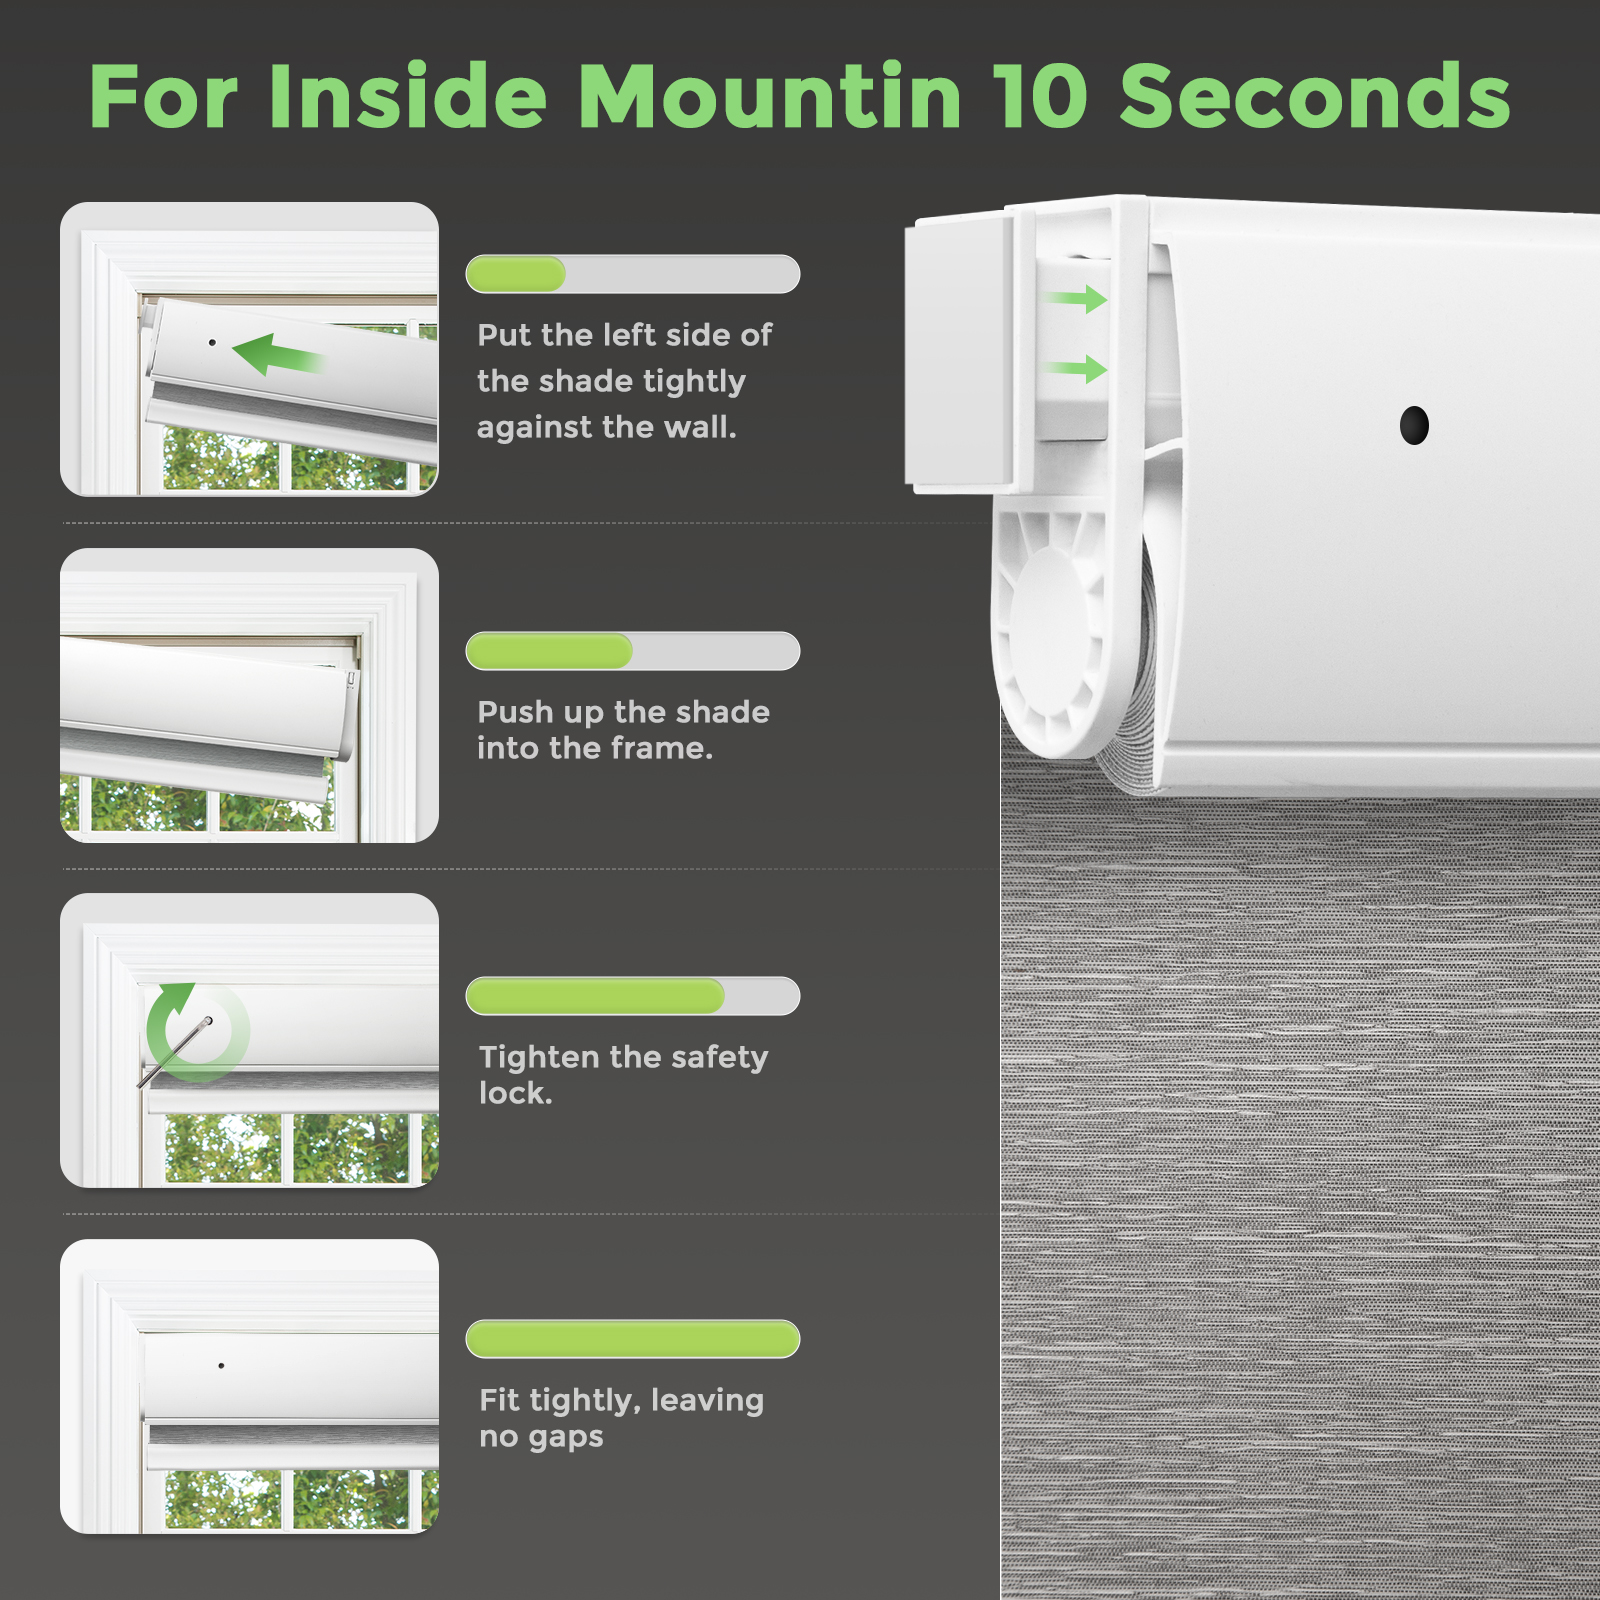 For Inside Mountin 10 Seconds
Put the left side of
the shade tightly
against the wall.
Push up the shade
into the frame.
Tighten the safety
lock.
Fit tightly, leaving
no gaps